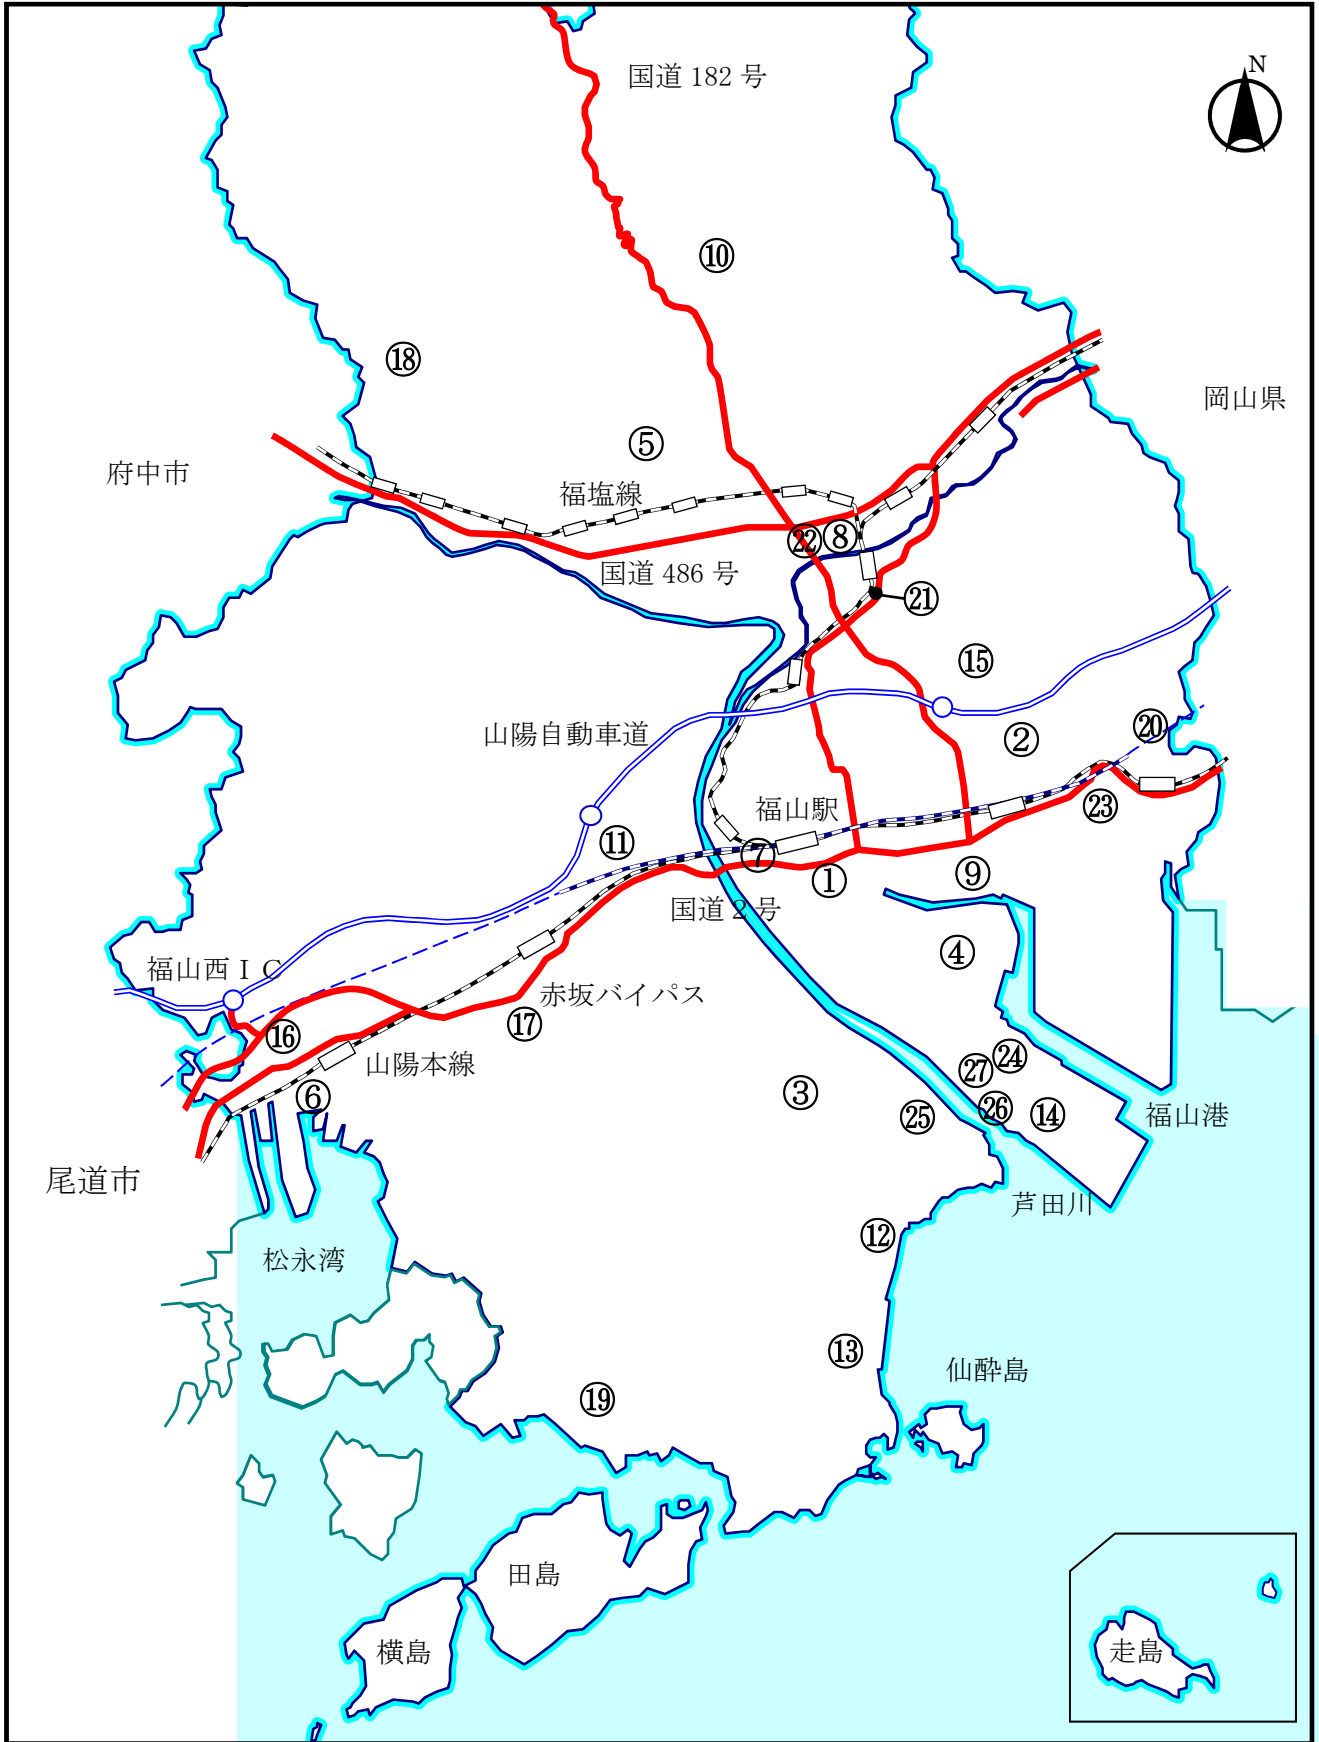 国道 182 号
N
⑩
⑱
岡山県
⑤
府中市
福塩線
㉒
⑧
国道 486 号
㉑
⑮
山陽自動車道
②
⑳
福山駅
㉓
⑪
⑦
①
⑨
国道 2 号
④
福山西ＩＣ
赤坂バイパス
⑯
⑰
山陽本線
㉔
㉗
③
⑥
㉖
⑭
㉕
福山港
尾道市
芦田川
⑫
松永湾
⑬
仙酔島
⑲
田島
横島
走島